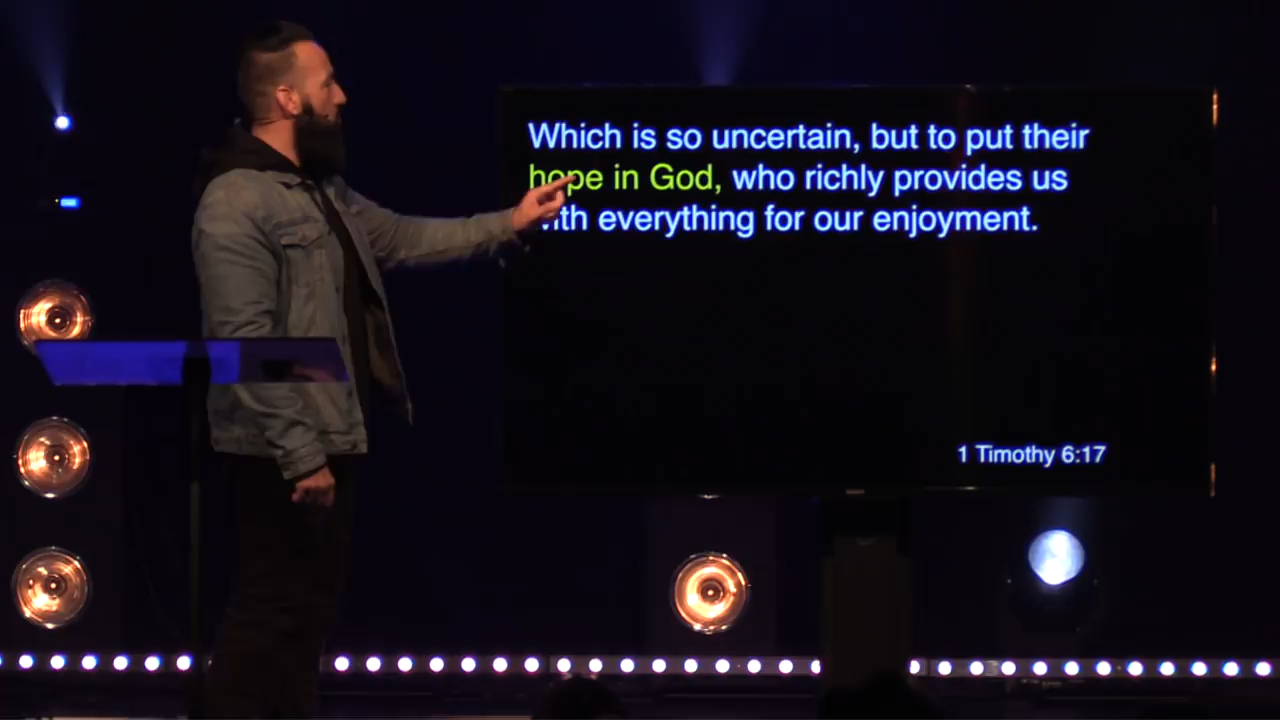 Which is so uncertain, but to put their
hope in God, who richly provides us
with everything for our enjoyment.
1 Timothy 6:17